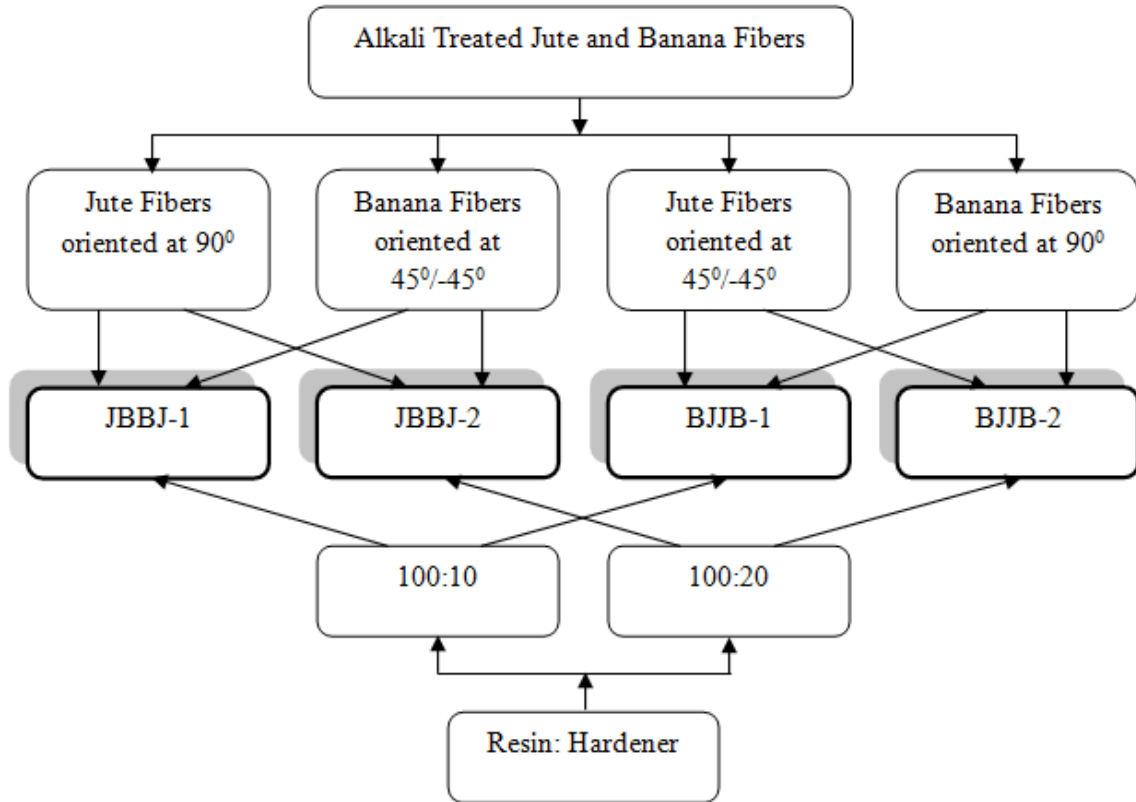 Alkali Treated Jute and Banana Fibers
Jute Fibers
oriented at 90⁰
Banana Fibers
oriented at
45⁰/-45⁰
Jute Fibers
oriented at
45⁰/-45⁰
Banana Fibers
oriented at 90⁰
JBBJ-1
JBBJ-2
BJJB-1
BJJB-2
100:10
100:20
Resin: Hardener